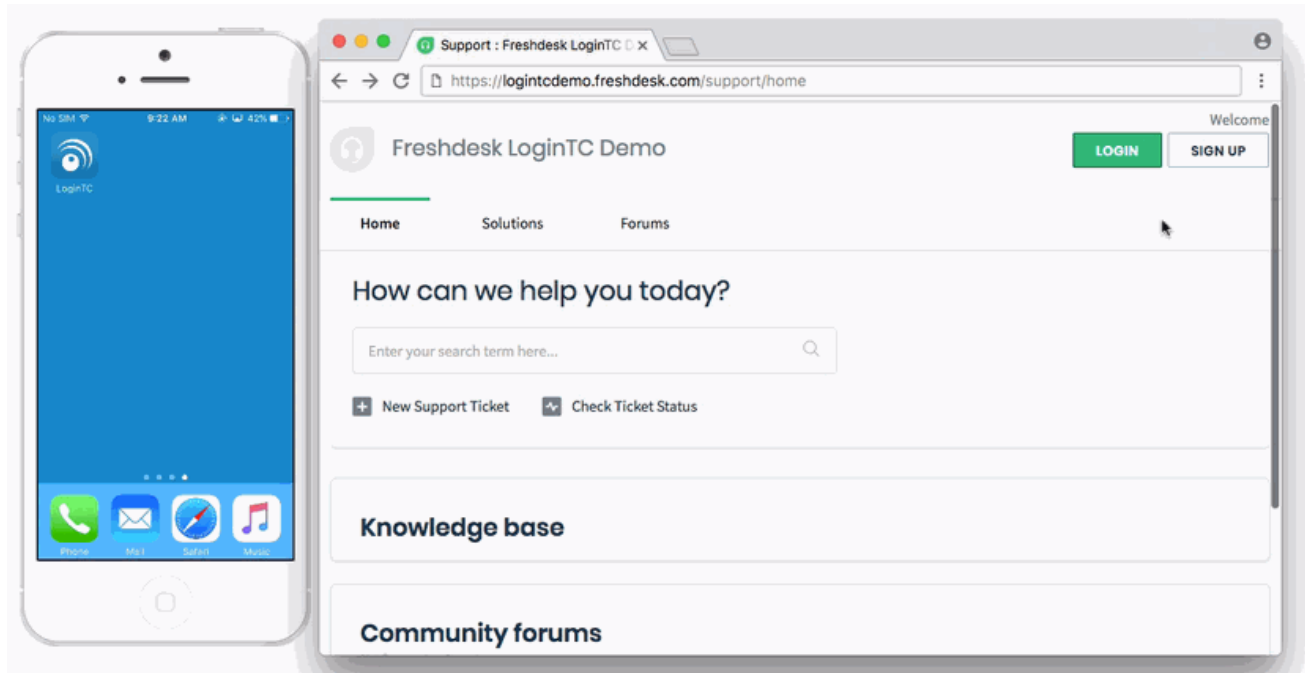 No SIM 9:22 AM 42%
LoginTC
Phone Mail Safari Music
Support : Freshdesk LoginTC D
https://logintcdemo.freshdesk.com/support/home
Welcome
Freshdesk LoginTC Demo
LOGIN SIGN UP
Home Solutions Forums
How can we help you today?
Enter your search term here...
New Support Ticket Check Ticket Status
Knowledge base
Community forums